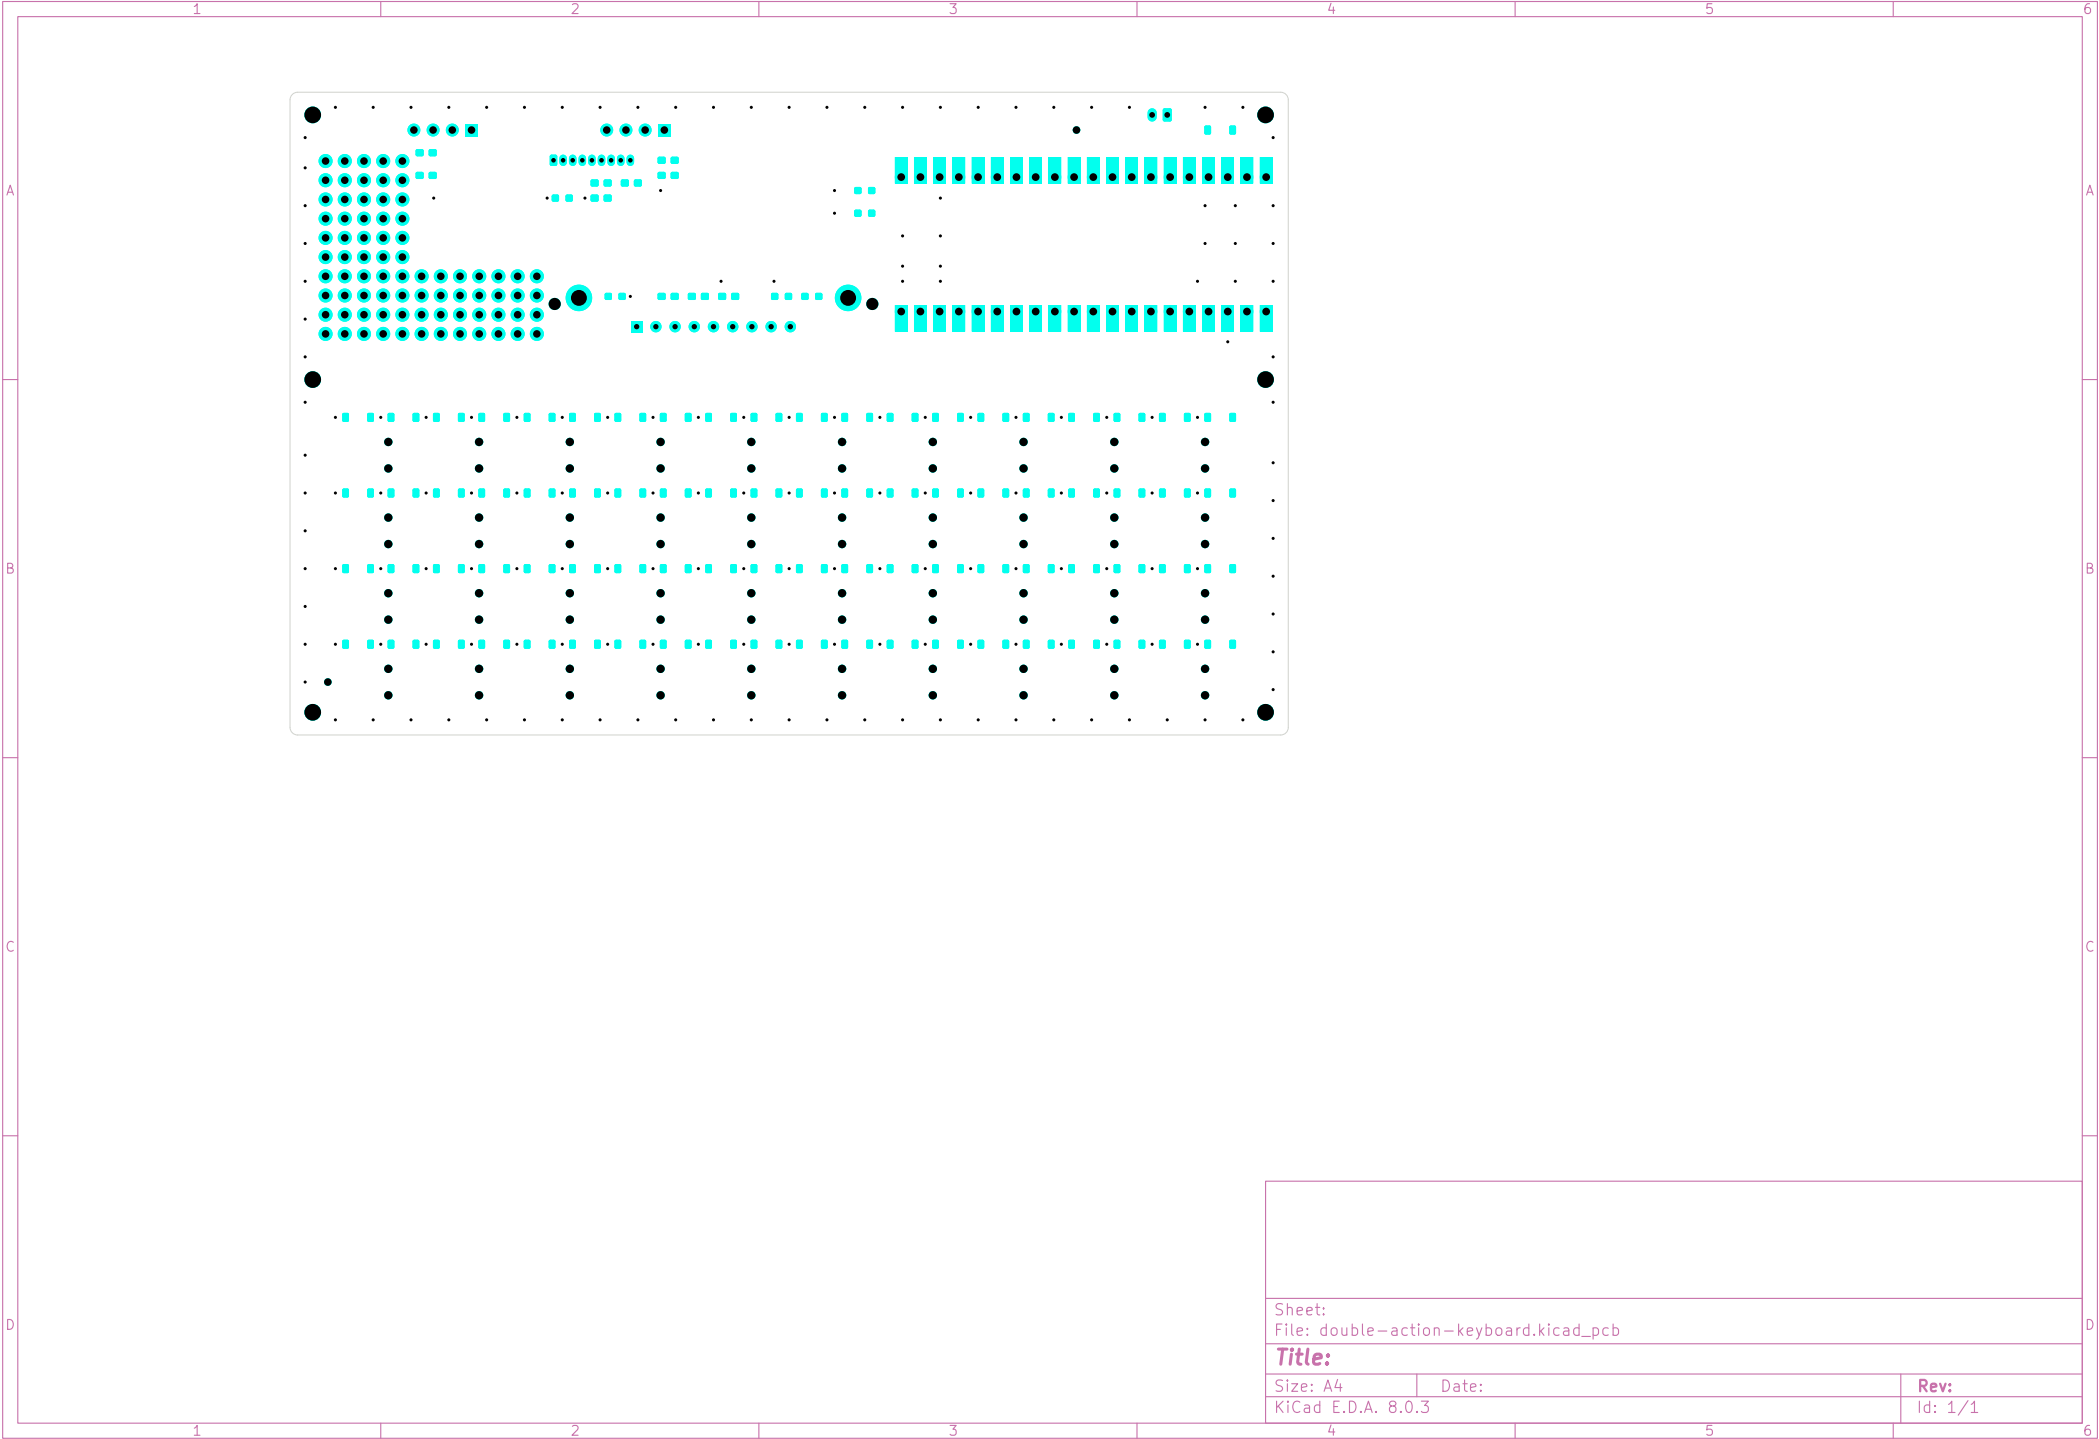 1 2 3 4 5 6
A A
B B
C C
D D
Sheet:
File: double-action-keyboard.kicad_pcb
Title:
Size: A4 Date: Rev:
KiCad E.D.A. 8.0.3 Id: 1/1
1 2 3 4 5 6